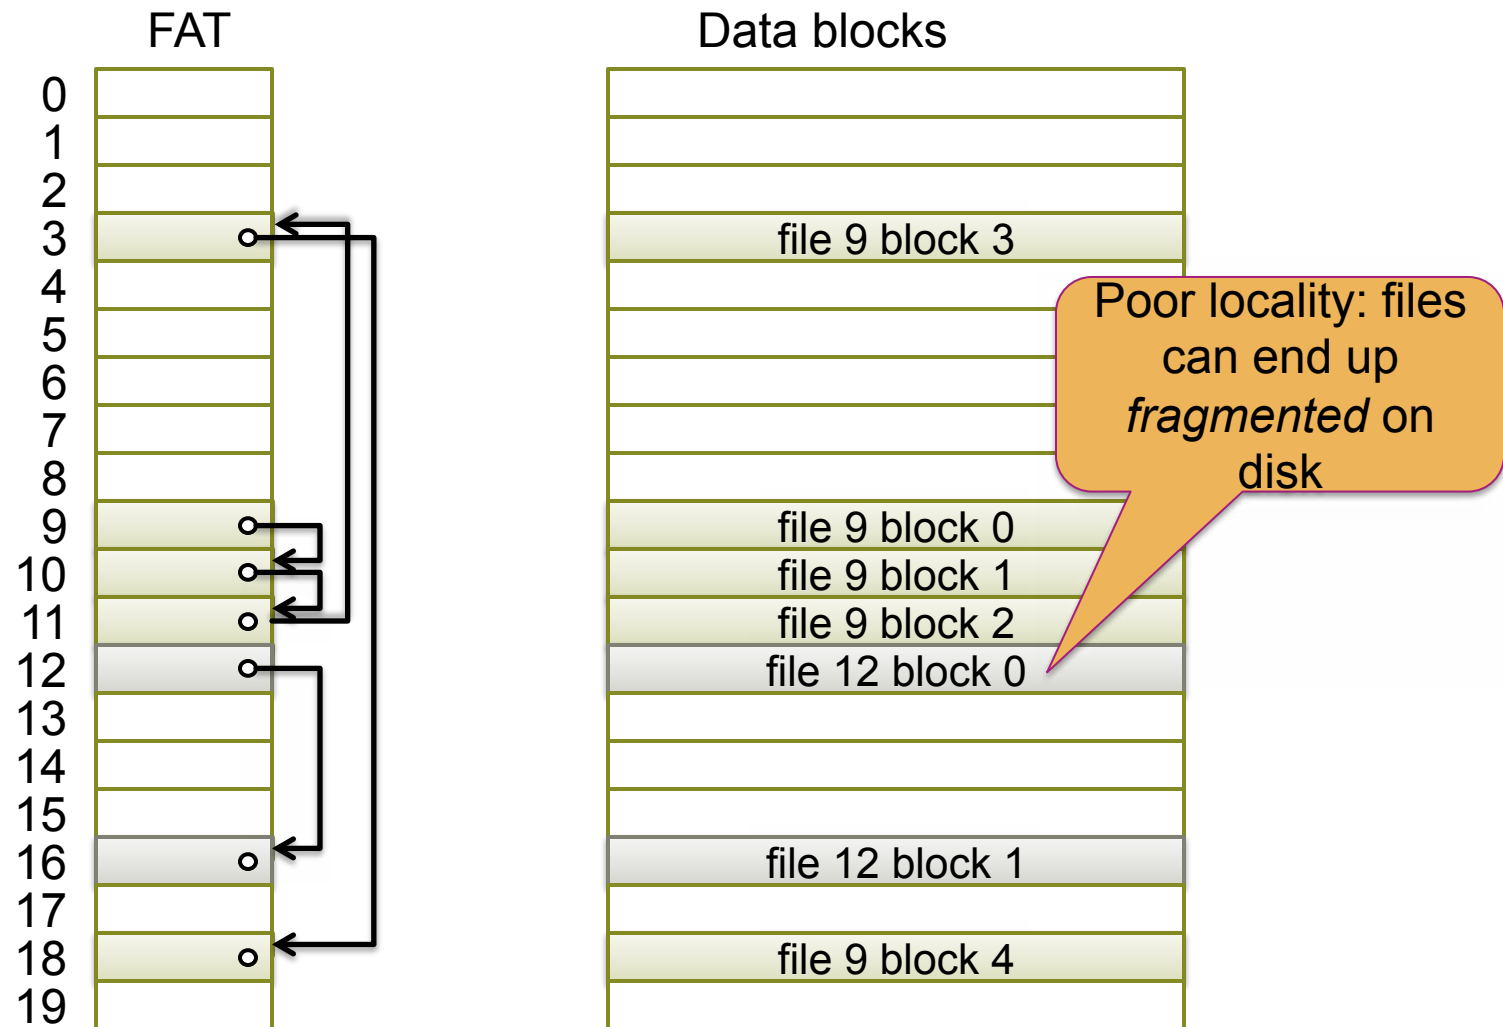 FAT
Data blocks
0
1
2
3
4
5
6
7
8
9
10
11
12
13
14
15
16
17
18
19
file 9 block 3
file 9 block 0
file 9 block 1
file 9 block 2
file 12 block 0
file 12 block 1
file 9 block 4
Poor locality: files
can end up
fragmented on
disk